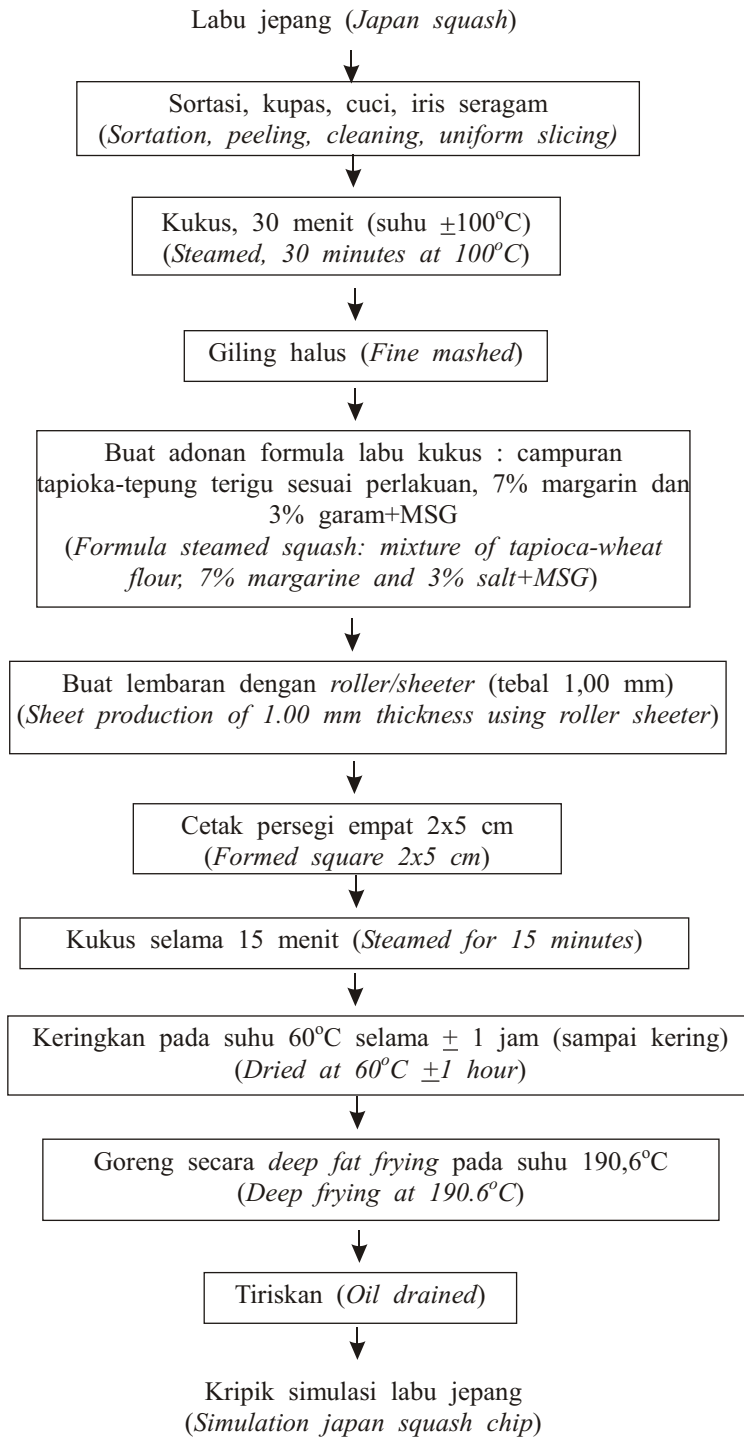 Labu jepang (Japan squash)
Sortasi, kupas, cuci, iris seragam
(Sortation, peeling, cleaning, uniform slicing)
Kukus, 30 menit (suhu ±100°C)
(Steamed, 30 minutes at 100°C)
Giling halus (Fine mashed)
Buat adonan formula labu kukus : campuran
tapioka-tepung terigu sesuai perlakuan, 7% margarin dan
3% garam+MSG
(Formula steamed squash: mixture of tapioca-wheat
flour, 7% margarine and 3% salt+MSG)
Buat lembaran dengan roller/sheeter (tebal 1,00 mm)
(Sheet production of 1.00 mm thickness using roller sheeter)
Cetak persegi empat 2x5 cm
(Formed square 2x5 cm)
Kukus selama 15 menit (Steamed for 15 minutes)
Keringkan pada suhu 60°C selama ± 1 jam (sampai kering)
(Dried at 60°C ±1 hour)
Goreng secara deep fat frying pada suhu 190,6°C
(Deep frying at 190.6°C)
Tiriskan (Oil drained)
Kripik simulasi labu jepang
(Simulation japan squash chip)